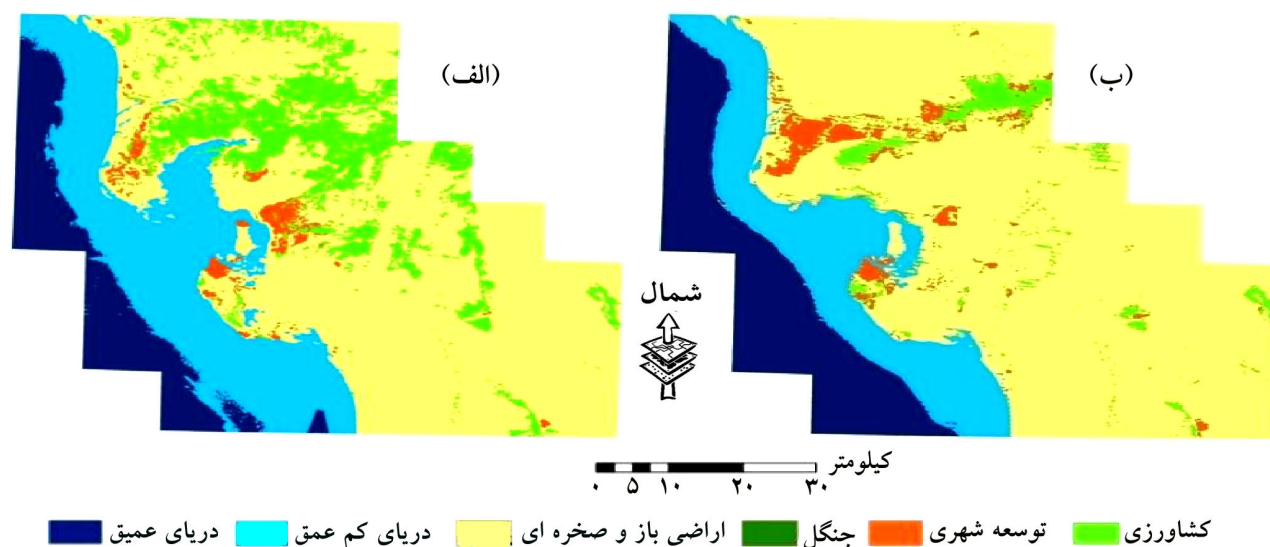 (الف)
(ب)
شمال
کیلومتر
۰ ۵ ۱۰ ۲۰ ۳۰
کشاورزی توسعه شهری جنگل اراضی باز و صخره ای دریای کم عمق دریای عمیق